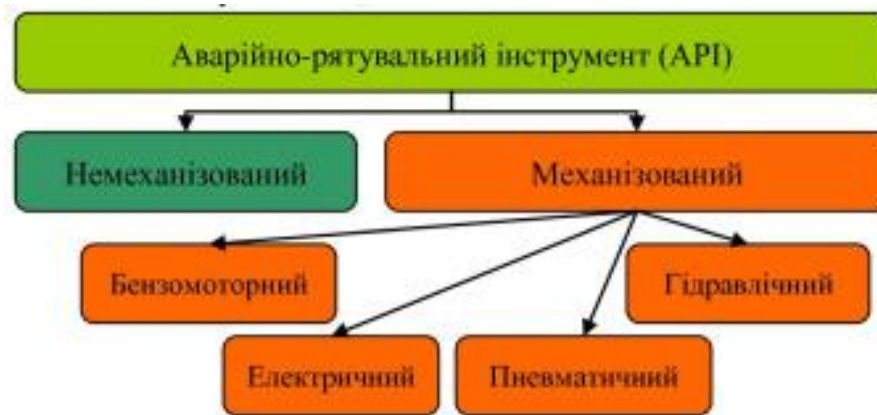 Аварійно-рятувальний інструмент (АРІ)
Немеханізований
Механізований
Бензомоторний
Гідравлічний
Електричний
Пневматичний